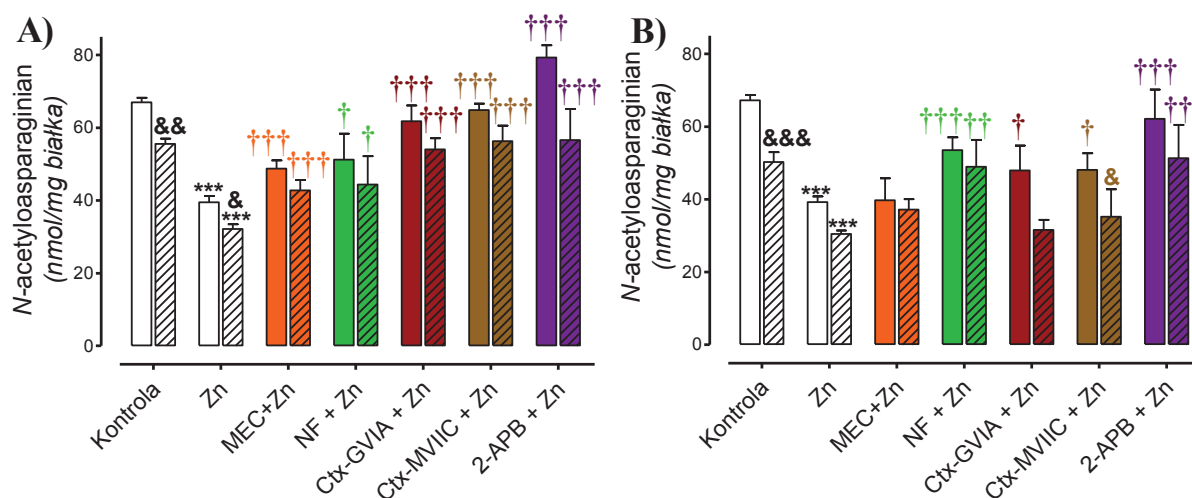 A)
N-acetyloasparaginian
(nmol/mg białka)
80
60
40
20
0
&&
***
&
***
†††
†††
†
†
†††
†††
†††
†††
†††
†††
Kontrola
Zn
MEC+Zn
NF + Zn
Ctx-GVIA + Zn
Ctx-MVIIC + Zn
2-APB + Zn
B)
N-acetyloasparaginian
(nmol/mg białka)
80
60
40
20
0
&&&
***
***
†††
††
†
†
&
†††
††
Kontrola
Zn
MEC+Zn
NF + Zn
Ctx-GVIA + Zn
Ctx-MVIIC + Zn
2-APB + Zn